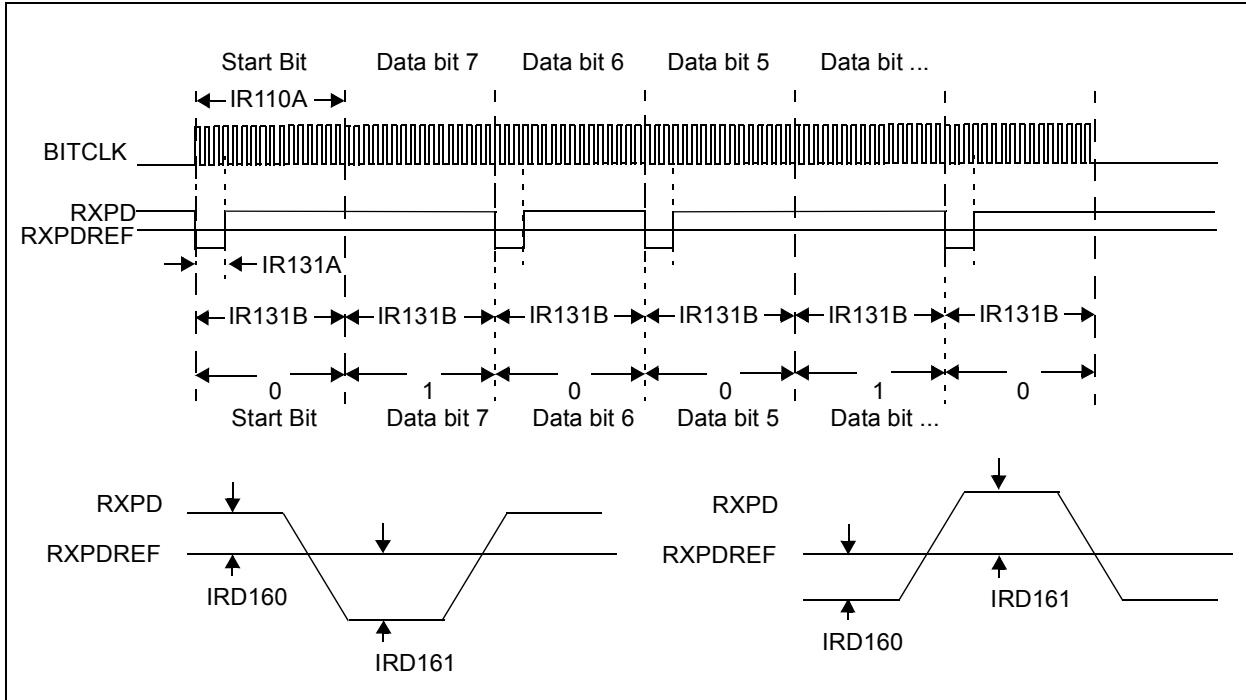 Start Bit Data bit 7 Data bit 6 Data bit 5 Data bit ...
IR110A
BITCLK
RXPD
RXPDREF
IR131A
IR131B IR131B IR131B IR131B IR131B IR131B
0 1 0 0 1 0
Start Bit Data bit 7 Data bit 6 Data bit 5 Data bit ...
RXPD
RXPDREF
IRD160
IRD161
RXPD
RXPDREF
IRD161
IRD160